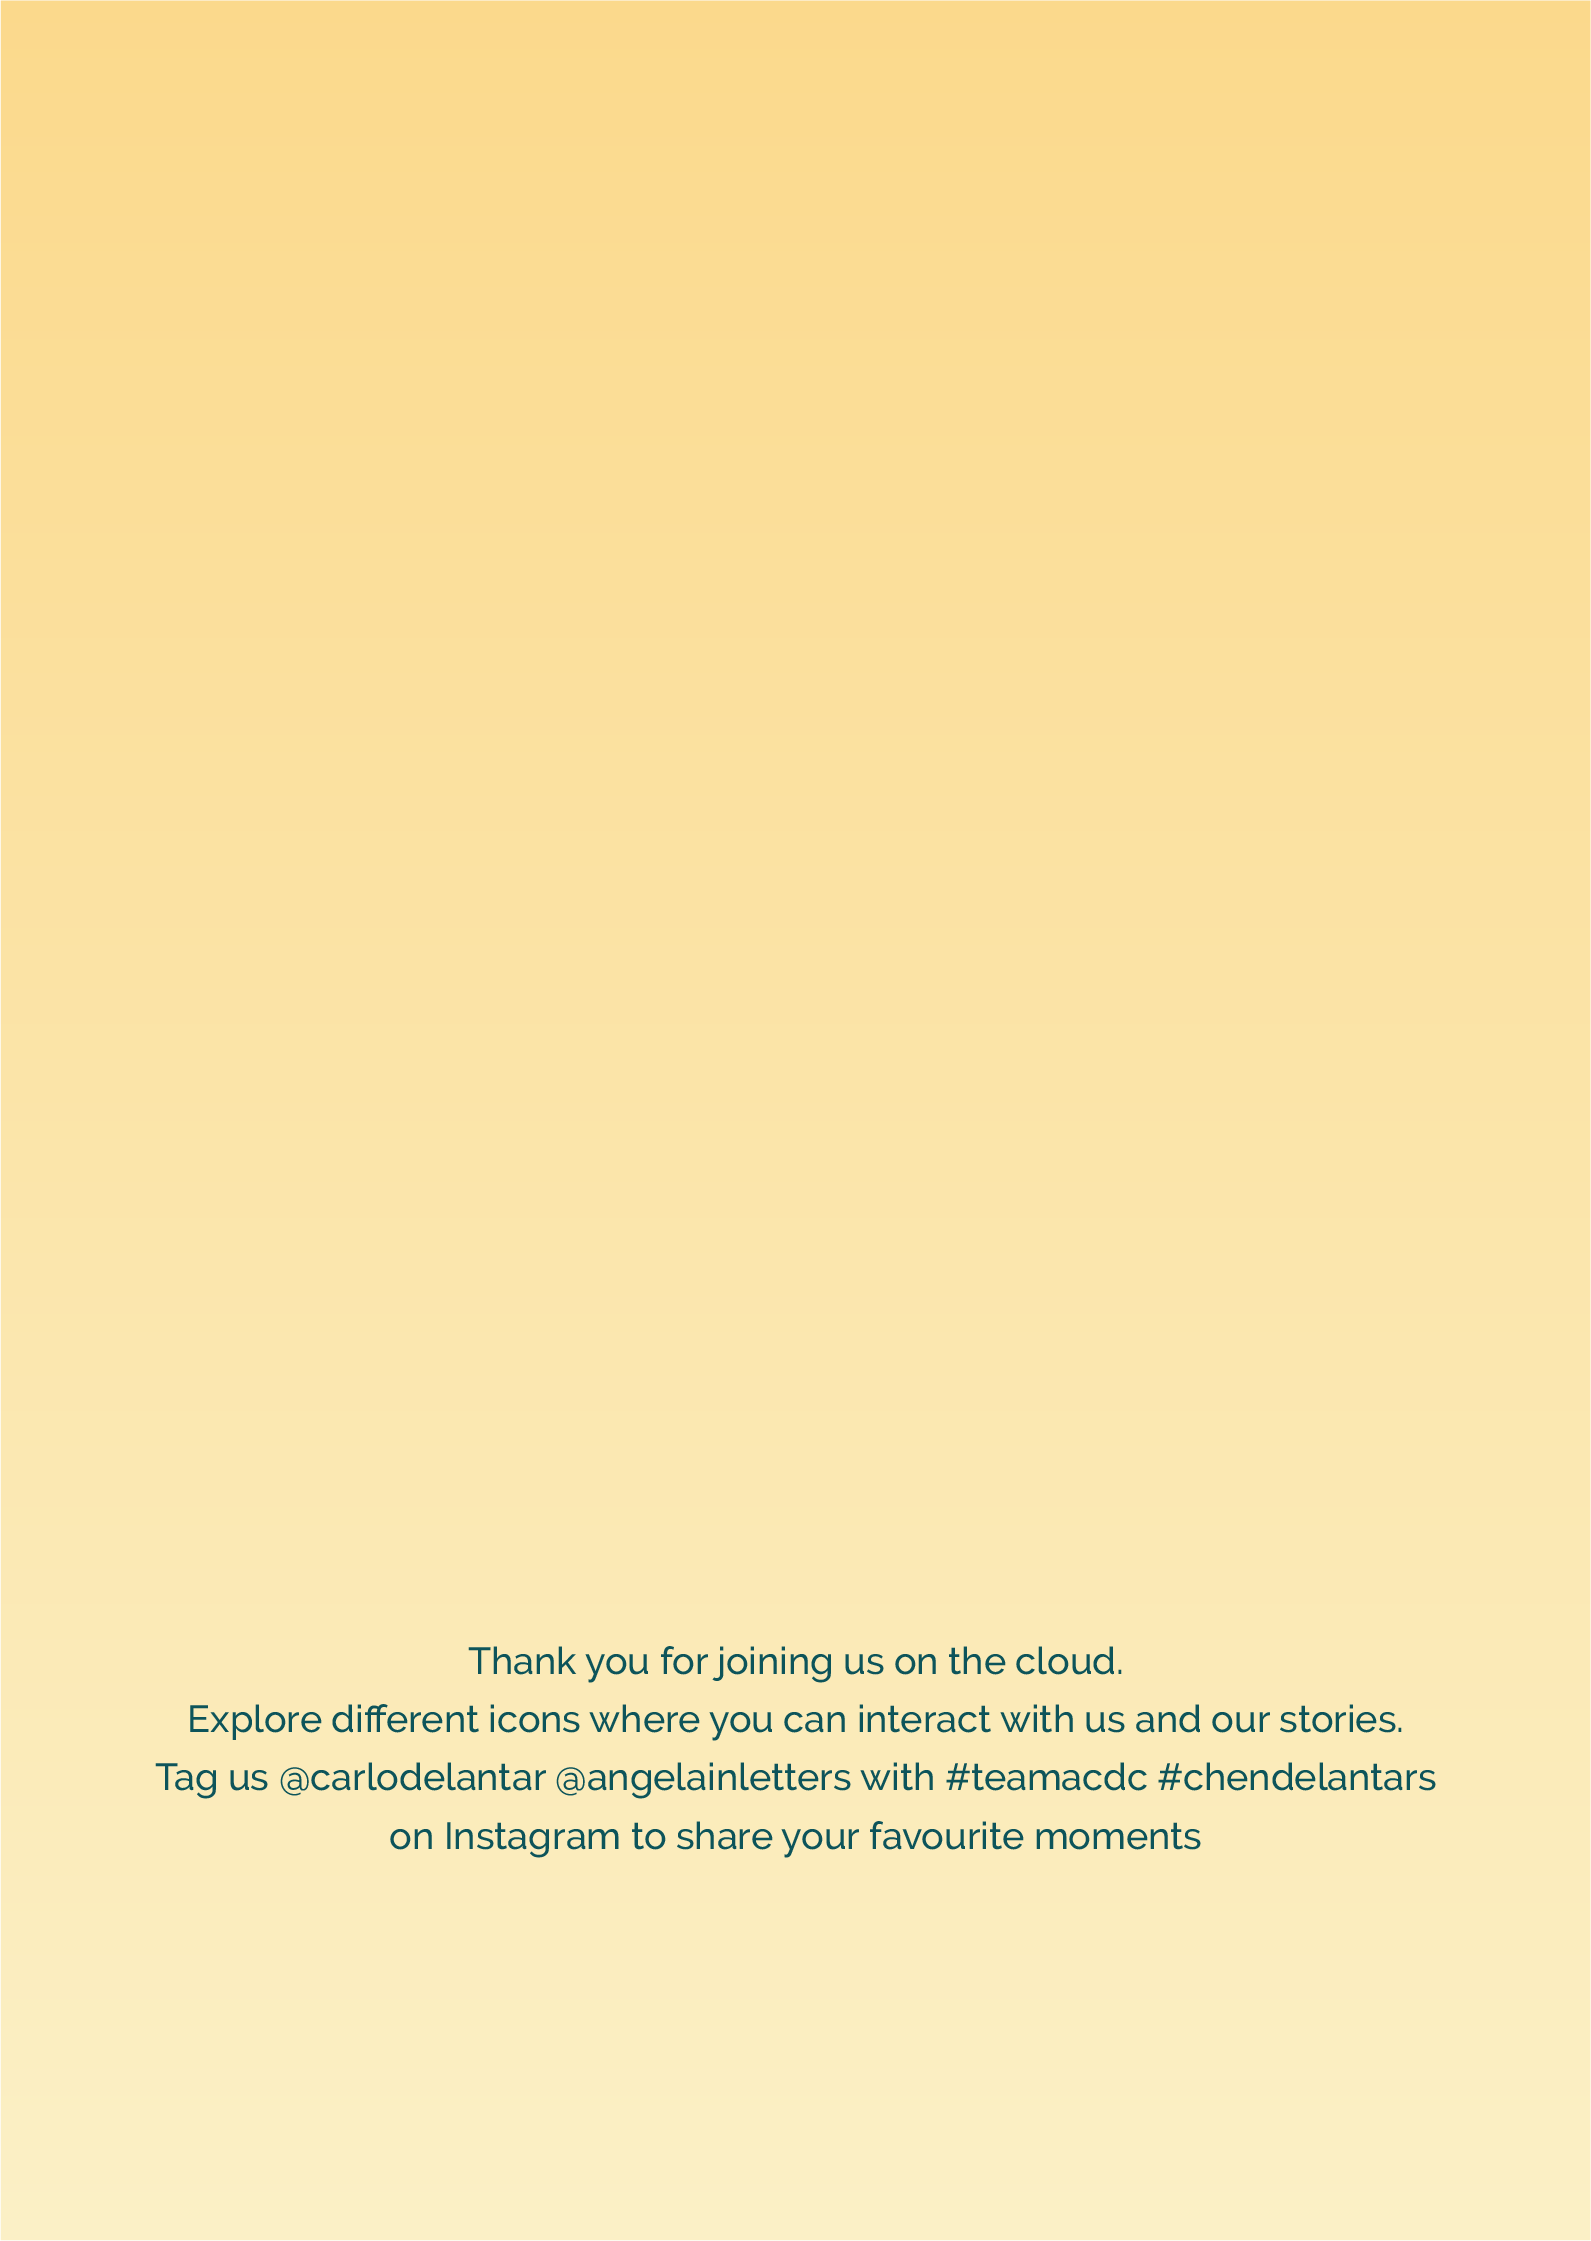 Thank you for joining us on the cloud.
Explore different icons where you can interact with us and our stories.
Tag us @carlodelantar @angelainletters with #teamacdc #chendelantars
on Instagram to share your favourite moments